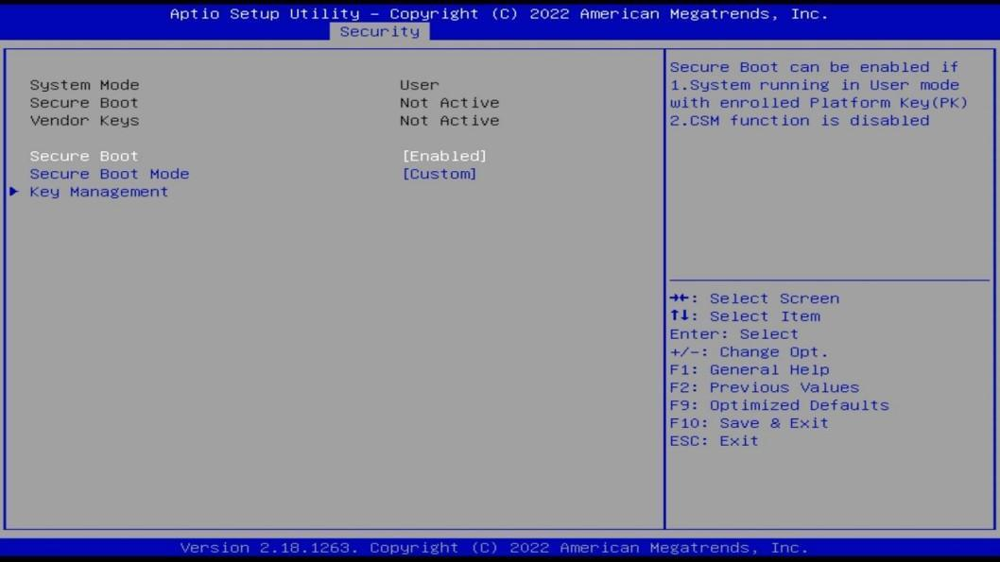 Aptio Setup Utility – Copyright (C) 2022 American Megatrends, Inc.
Security
System Mode User
Secure Boot Not Active
Vendor Keys Not Active
Secure Boot [Enabled]
Secure Boot Mode [Custom]
▶ Key Management
Secure Boot can be enabled if
1.System running in User mode
with enrolled Platform Key(PK)
2.CSM function is disabled
→←: Select Screen
↑↓: Select Item
Enter: Select
+/–: Change Opt.
F1: General Help
F2: Previous Values
F9: Optimized Defaults
F10: Save & Exit
ESC: Exit
Version 2.18.1263. Copyright (C) 2022 American Megatrends, Inc.